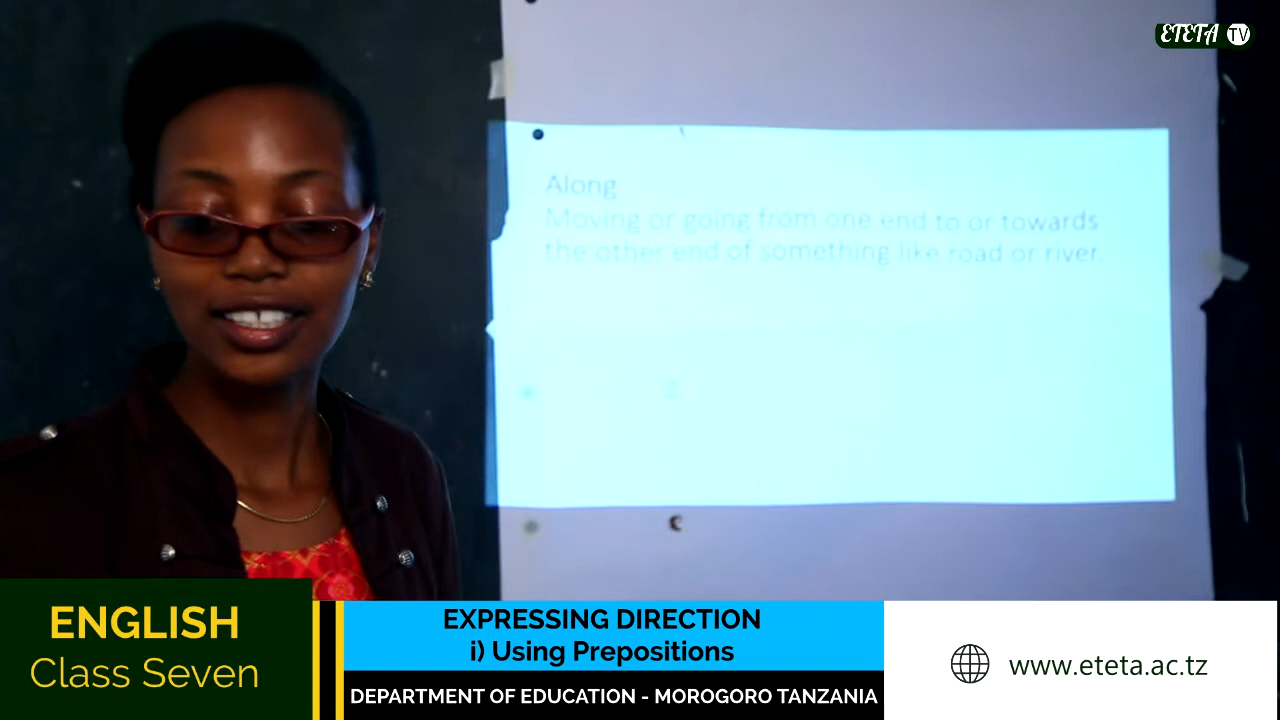 ETETA TV
Along
Moving or going from one end to or towards
the other end of something like road or river.
ENGLISH
Class Seven
EXPRESSING DIRECTION
i) Using Prepositions
DEPARTMENT OF EDUCATION - MOROGORO TANZANIA
www.eteta.ac.tz